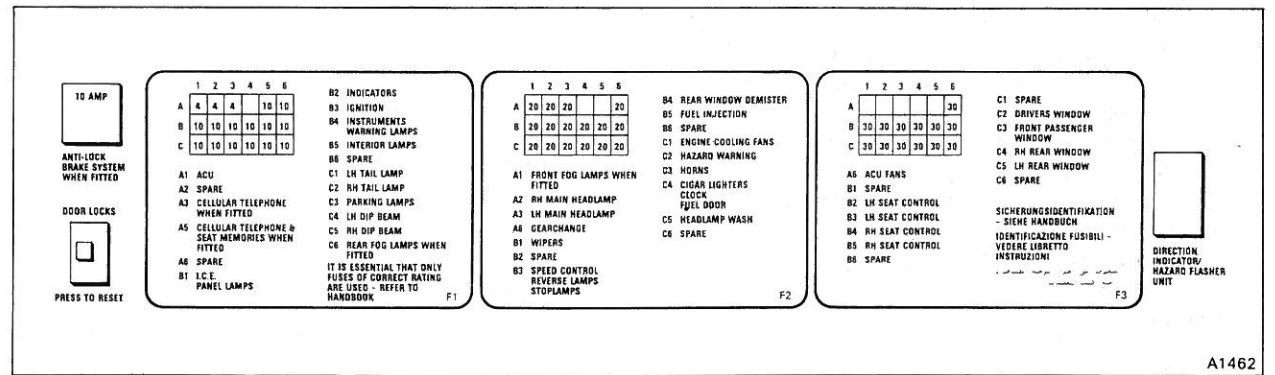 10 AMP
ANTI-LOCK
BRAKE SYSTEM
WHEN FITTED
DOOR LOCKS
PRESS TO RESET
1 2 3 4 5 6
A 4 4 4 10 10
B 10 10 10 10 10 10
C 10 10 10 10 10 10
A1 ACU
A2 SPARE
A3 CELLULAR TELEPHONE
WHEN FITTED
A5 CELLULAR TELEPHONE &
SEAT MEMORIES WHEN
FITTED
A6 SPARE
B1 I.C.E.
PANEL LAMPS
B2 INDICATORS
B3 IGNITION
B4 INSTRUMENTS
WARNING LAMPS
B5 INTERIOR LAMPS
B6 SPARE
C1 LH TAIL LAMP
C2 RH TAIL LAMP
C3 PARKING LAMPS
C4 LH DIP BEAM
C5 RH DIP BEAM
C6 REAR FOG LAMPS WHEN
FITTED
IT IS ESSENTIAL THAT ONLY
FUSES OF CORRECT RATING
ARE USED - REFER TO
HANDBOOK
F1
1 2 3 4 5 6
A 20 20 20 20
B 20 20 20 20 20 20
C 20 20 20 20 20 20
A1 FRONT FOG LAMPS WHEN
FITTED
A2 RH MAIN HEADLAMP
A3 LH MAIN HEADLAMP
A6 GEARCHANGE
B1 WIPERS
B2 SPARE
B3 SPEED CONTROL
REVERSE LAMPS
STOPLAMPS
B4 REAR WINDOW DEMISTER
B5 FUEL INJECTION
B6 SPARE
C1 ENGINE COOLING FANS
C2 HAZARD WARNING
C3 HORNS
C4 CIGAR LIGHTERS
CLOCK
FUEL DOOR
C5 HEADLAMP WASH
C6 SPARE
F2
1 2 3 4 5 6
A 30
B 30 30 30 30 30 30
C 30 30 30 30 30 30
A6 ACU FANS
B1 SPARE
B2 LH SEAT CONTROL
B3 LH SEAT CONTROL
B4 RH SEAT CONTROL
B5 RH SEAT CONTROL
B6 SPARE
C1 SPARE
C2 DRIVERS WINDOW
C3 FRONT PASSENGER
WINDOW
C4 RH REAR WINDOW
C5 LH REAR WINDOW
C6 SPARE
SICHERUNGSIDENTIFIKATION
- SIEHE HANDBUCH
IDENTIFICAZIONE FUSIBILI -
VEDERE LIBRETTO
INSTRUZIONI
F3
DIRECTION
INDICATOR/
HAZARD FLASHER
UNIT
A1462